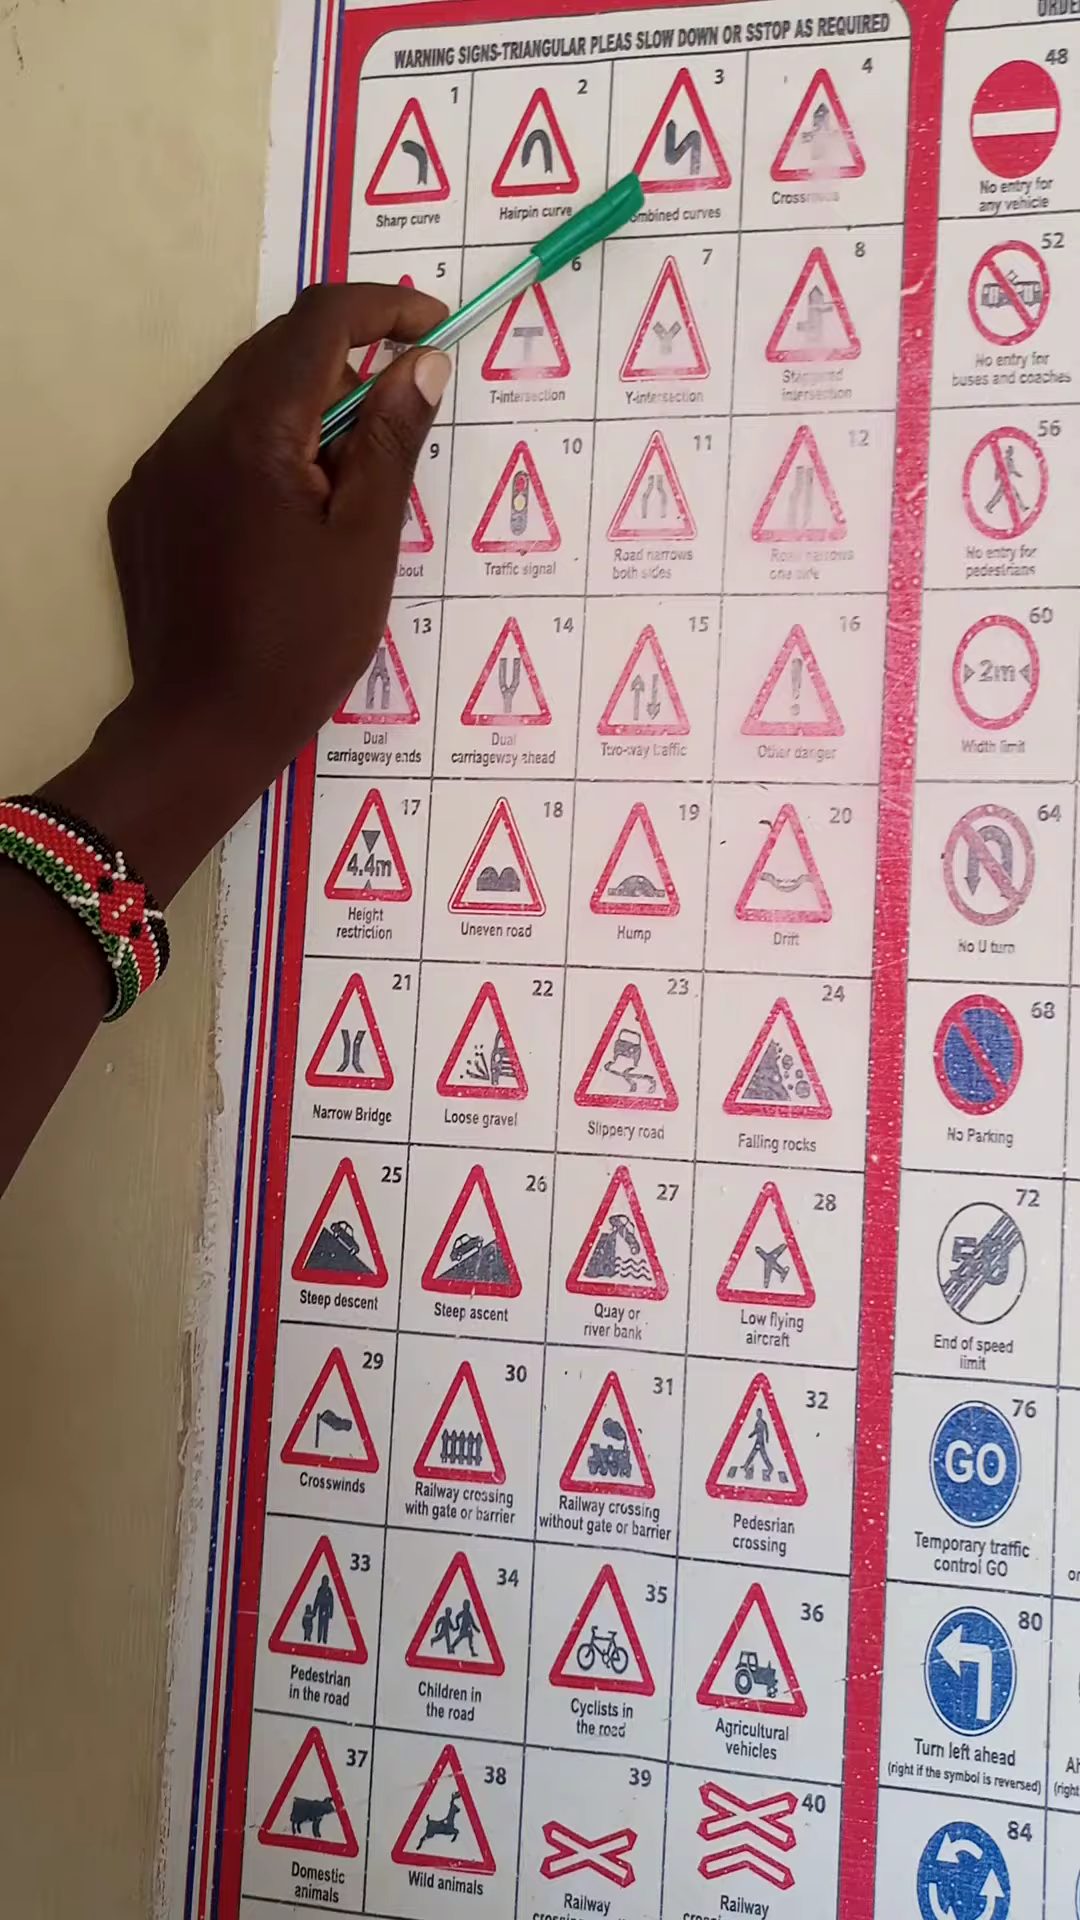 WARNING SIGNS-TRIANGULAR PLEAS SLOW DOWN OR SSTOP AS REQUIRED
1
2
3
4
48
Sharp curve
Hairpin curve
curves
No entry for
any vehicle
5
6
7
8
52
T-intersection
Y-intersection
intersection
No entry for
buses and coaches
9
10
11
12
56
Traffic signal
Road narrows
both sides
Road narrows
one side
No entry for
pedestrians
13
14
15
16
60
2m
Dual
carriageway ends
Dual
carriageway ahead
Two-way traffic
Other danger
Width limit
17
18
19
20
64
4.4m
Height
restriction
Uneven road
Hump
Drift
No U turn
21
22
23
24
68
Narrow Bridge
Loose gravel
Slippery road
Falling rocks
No Parking
25
26
27
28
72
50
Steep descent
Steep ascent
Quay or
river bank
Low flying
aircraft
End of speed
limit
29
30
31
32
76
GO
Crosswinds
Railway crossing
with gate or barrier
Railway crossing
without gate or barrier
Pedesrian
crossing
Temporary traffic
control GO
33
34
35
36
80
Pedestrian
in the road
Children in
the road
Cyclists in
the road
Agricultural
vehicles
Turn left ahead
(right if the symbol is reversed)
37
38
39
40
84
Domestic
animals
Wild animals
Railway
Railway